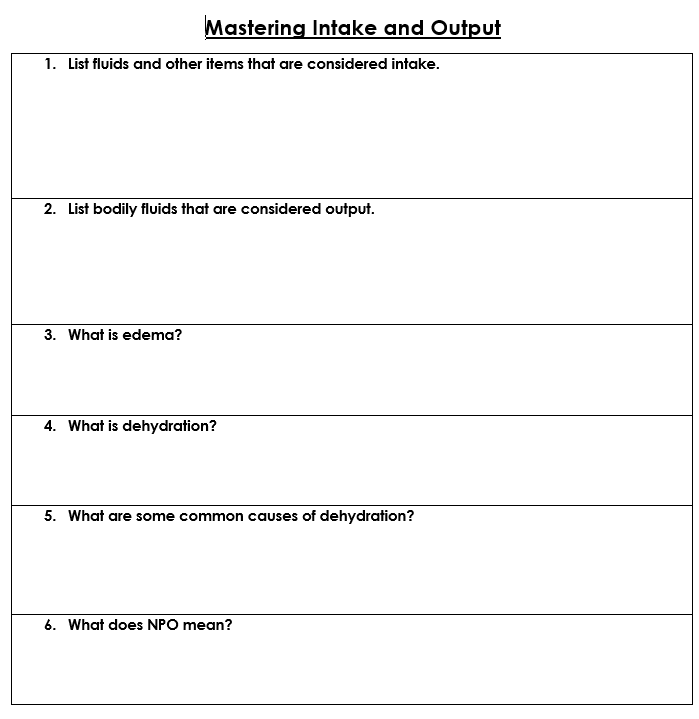 Mastering Intake and Output
1. List fluids and other items that are considered intake.
2. List bodily fluids that are considered output.
3. What is edema?
4. What is dehydration?
5. What are some common causes of dehydration?
6. What does NPO mean?